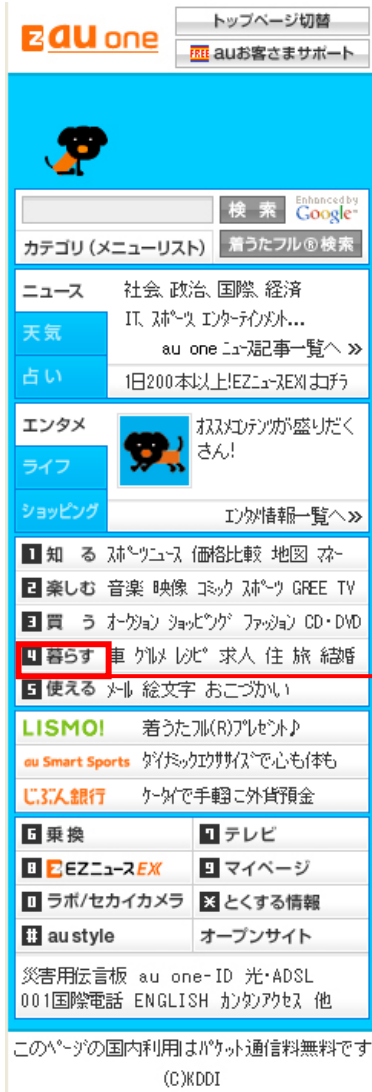 au one
トップページ切替
FREE auお客さまサポート
検 索
Enhanced by Google
カテゴリ(メニューリスト)
着うたフル®検索
ニュース
社会 政治、国際、経済
天気
IT、スポーツ エンターテインメント...
au one ニュース記事一覧へ≫
占い
1日200本以上!EZニュースEXはコチラ
エンタメ
オススメコンテンツが盛りだくさん!
ライフ
ショッピング
エンタメ情報一覧へ≫
1 知 る スポーツニュース 価格比較 地図 マネー
2 楽しむ 音楽 映像 コミック スポーツ GREE TV
3 買 う オークション ショッピング ファッション CD・DVD
4 暮らす 車 グルメ レシピ 求人 住 旅 結婚
5 使える メール 絵文字 おこづかい
LISMO! 着うたフル(R)プレゼント♪
au Smart Sports ダイナミックエクササイズで心も体も
じぶん銀行 ケータイで手軽に外貨預金
6 乗換
7 テレビ
8 EZニュースEX
9 マイページ
0 ラボ/セカイカメラ
* とくする情報
# au style
オープンサイト
災害用伝言板 au one-ID 光・ADSL
001国際電話 ENGLISH カンタンアクセス 他
このページの国内利用はパケット通信料無料です
(C)KDDI